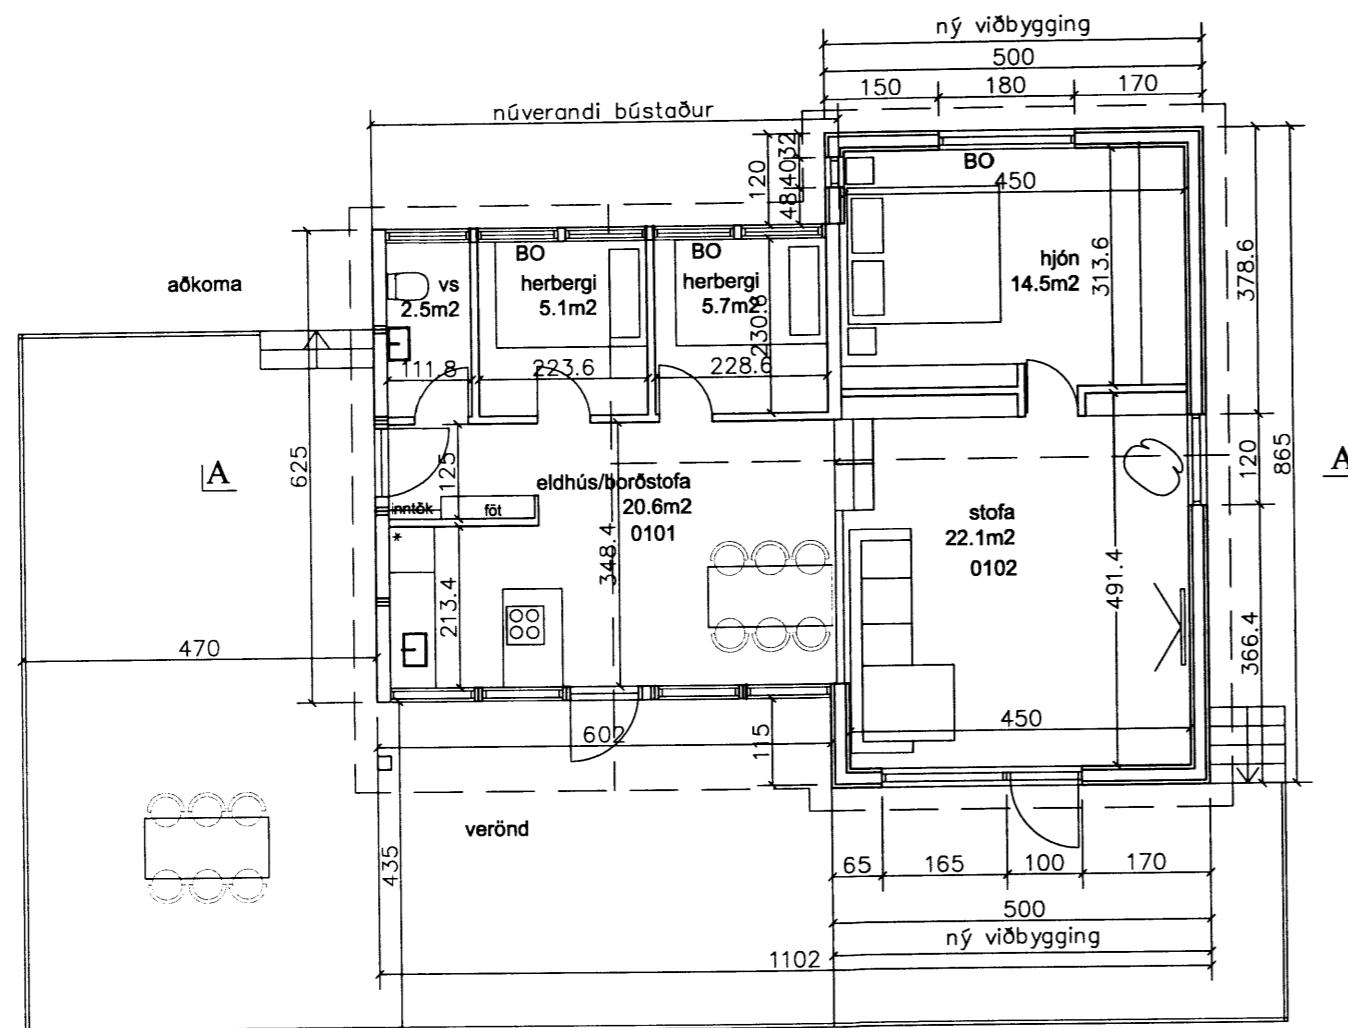 ný viðbygging
500
150 180 170
núverandi bústaður
120
32
40
48
BO
450
hjón
14.5m2
313.6
378.6
865
aðkoma
vs
2.5m2
BO
herbergi
5.1m2
BO
herbergi
5.7m2
230.6
111.8 223.6 228.6
A
625
125
inntök
föt
eldhús/borðstofa
20.6m2
0101
348.4
*
213.4
stofa
22.1m2
0102
491.4
120
A
366.4
470
602
115
450
verönd
435
65 165 100 170
500
ný viðbygging
1102